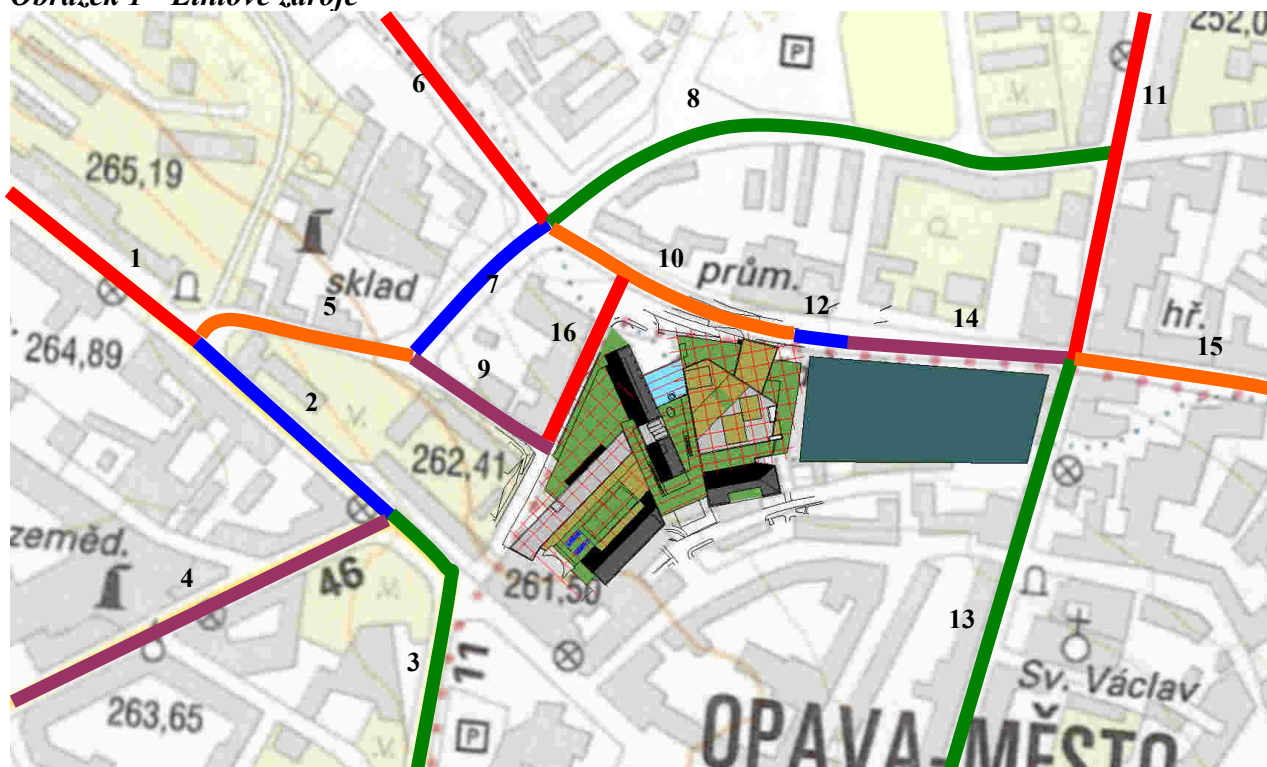 Obrázek 1 - Liniové zdroje
252,0
6
P
8
11
265,19
1
sklad
10
prům.
7
5
12
14
hř.
15
16
264,89
9
2
262,41
zeměd.
4
46
261,50
13
3
11
Sv. Václav
263,65
P
OPAVA-MĚSTO